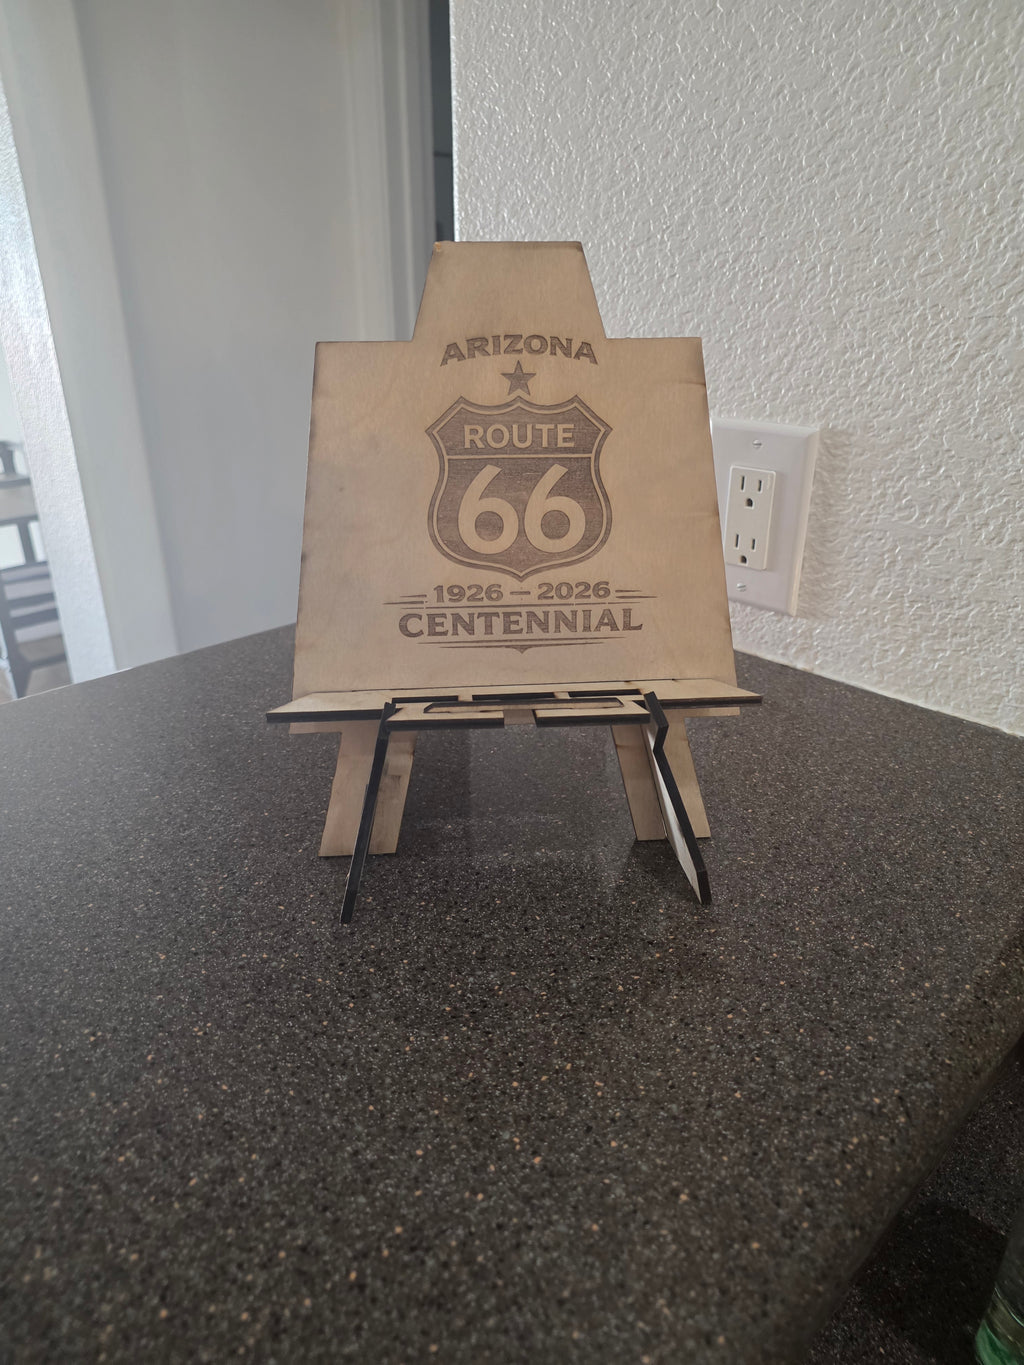 ARIZONA
ROUTE
66
1926 – 2026
CENTENNIAL